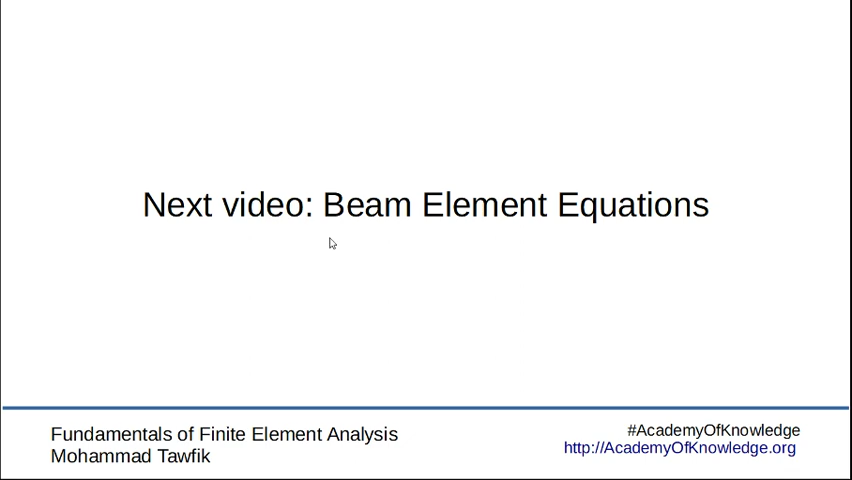 Next video: Beam Element Equations
Fundamentals of Finite Element Analysis
Mohammad Tawfik
#AcademyOfKnowledge
http://AcademyOfKnowledge.org